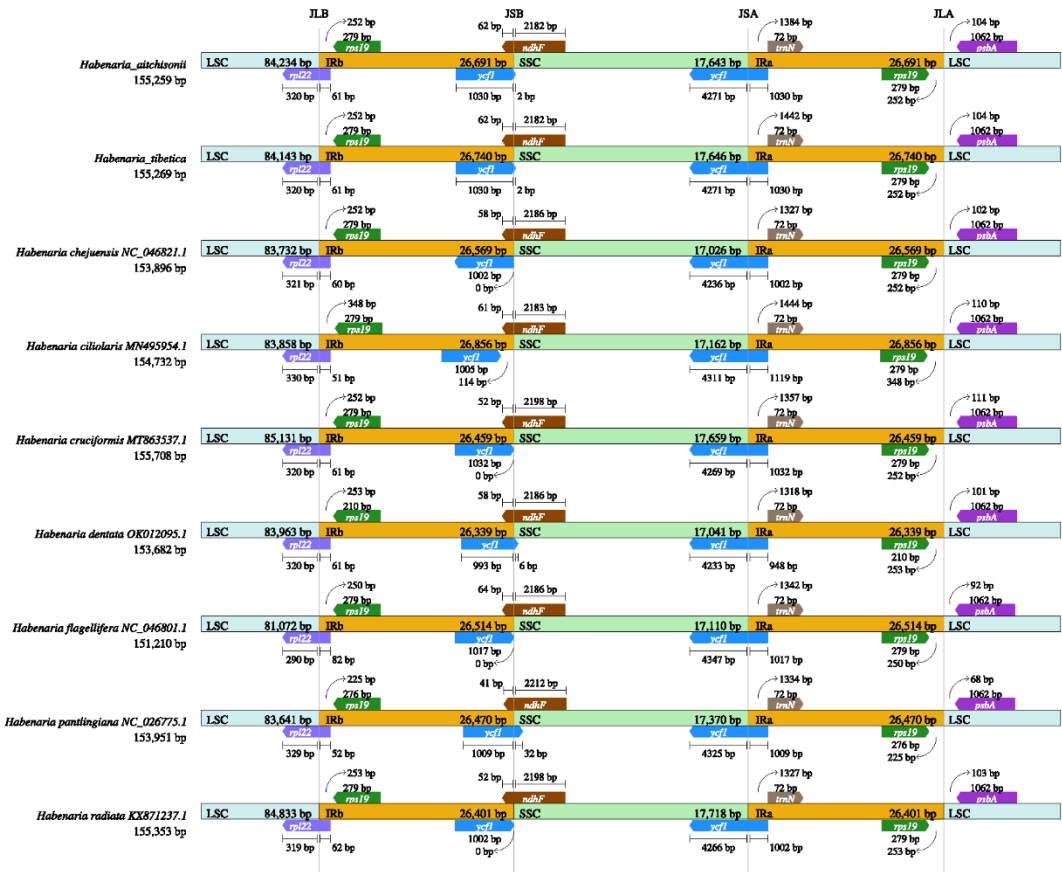 JLB JSB JSA JLA
252 bp 62 bp 2182 bp 1384 bp 104 bp
279 bp 72 bp 1062 bp
rps19 ndhF trnN psbA
Habenaria_aitchisonii LSC 84,234 bp IRb 26,691 bp SSC 17,643 bp IRa 26,691 bp LSC
155,259 bp rpl22 ycf1 ycf1 rps19
320 bp 61 bp 1030 bp 2 bp 4271 bp 1030 bp 279 bp
252 bp
252 bp 62 bp 2182 bp 1442 bp 104 bp
279 bp 72 bp 1062 bp
rps19 ndhF trnN psbA
Habenaria_tibetica LSC 84,143 bp IRb 26,740 bp SSC 17,646 bp IRa 26,740 bp LSC
155,269 bp rpl22 ycf1 ycf1 rps19
320 bp 61 bp 1030 bp 2 bp 4271 bp 1030 bp 279 bp
252 bp
252 bp 58 bp 2186 bp 1327 bp 102 bp
279 bp 72 bp 1062 bp
rps19 ndhF trnN psbA
Habenaria chejuensis NC_046821.1 LSC 83,732 bp IRb 26,569 bp SSC 17,026 bp IRa 26,569 bp LSC
153,896 bp rpl22 ycf1 ycf1 rps19
321 bp 60 bp 1002 bp 4236 bp 1002 bp 279 bp
0 bp 252 bp
348 bp 61 bp 2183 bp 1444 bp 110 bp
279 bp 72 bp 1062 bp
rps19 ndhF trnN psbA
Habenaria ciliolaris MN495954.1 LSC 83,858 bp IRb 26,856 bp SSC 17,162 bp IRa 26,856 bp LSC
154,732 bp rpl22 ycf1 ycf1 rps19
330 bp 51 bp 1005 bp 4311 bp 1119 bp 279 bp
114 bp 348 bp
252 bp 52 bp 2198 bp 1357 bp 111 bp
279 bp 72 bp 1062 bp
rps19 ndhF trnN psbA
Habenaria cruciformis MT863537.1 LSC 85,131 bp IRb 26,459 bp SSC 17,659 bp IRa 26,459 bp LSC
155,708 bp rpl22 ycf1 ycf1 rps19
320 bp 61 bp 1032 bp 4269 bp 1032 bp 279 bp
0 bp 252 bp
253 bp 58 bp 2186 bp 1318 bp 101 bp
210 bp 72 bp 1062 bp
rps19 ndhF trnN psbA
Habenaria dentata OK012095.1 LSC 83,963 bp IRb 26,339 bp SSC 17,041 bp IRa 26,339 bp LSC
153,682 bp rpl22 ycf1 ycf1 rps19
320 bp 61 bp 993 bp 6 bp 4233 bp 948 bp 210 bp
253 bp
250 bp 64 bp 2186 bp 1342 bp 92 bp
279 bp 72 bp 1062 bp
rps19 ndhF trnN psbA
Habenaria flagellifera NC_046801.1 LSC 81,072 bp IRb 26,514 bp SSC 17,110 bp IRa 26,514 bp LSC
151,210 bp rpl22 ycf1 ycf1 rps19
290 bp 82 bp 1017 bp 4347 bp 1017 bp 279 bp
0 bp 250 bp
225 bp 41 bp 2212 bp 1334 bp 68 bp
276 bp 72 bp 1062 bp
rps19 ndhF trnN psbA
Habenaria pantlingiana NC_026775.1 LSC 83,641 bp IRb 26,470 bp SSC 17,370 bp IRa 26,470 bp LSC
153,951 bp rpl22 ycf1 ycf1 rps19
329 bp 52 bp 1009 bp 32 bp 4325 bp 1009 bp 276 bp
225 bp
253 bp 52 bp 2198 bp 1327 bp 103 bp
279 bp 72 bp 1062 bp
rps19 ndhF trnN psbA
Habenaria radiata KX871237.1 LSC 84,833 bp IRb 26,401 bp SSC 17,718 bp IRa 26,401 bp LSC
155,353 bp rpl22 ycf1 ycf1 rps19
319 bp 62 bp 1002 bp 4266 bp 1002 bp 279 bp
0 bp 253 bp